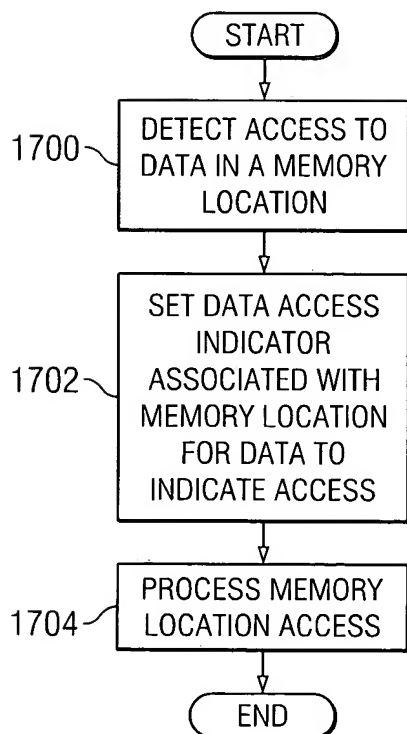 START
1700
DETECT ACCESS TO
DATA IN A MEMORY
LOCATION
1702
SET DATA ACCESS
INDICATOR
ASSOCIATED WITH
MEMORY LOCATION
FOR DATA TO
INDICATE ACCESS
1704
PROCESS MEMORY
LOCATION ACCESS
END